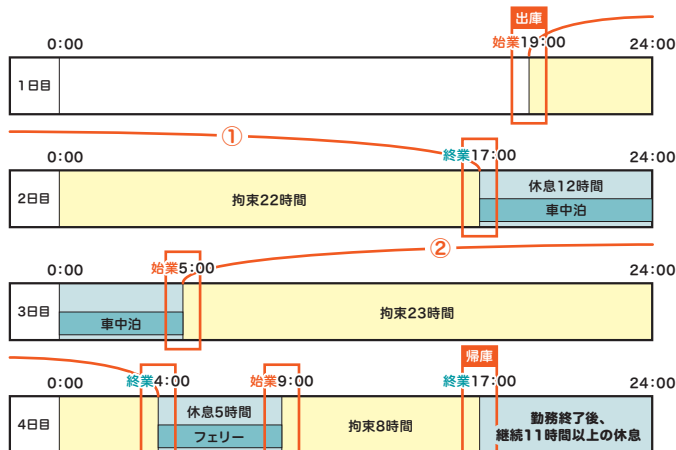 出庫
0:00 始業19:00 24:00
1日目
①
0:00 終業17:00 24:00
2日目 拘束22時間 休息12時間
車中泊
②
0:00 始業5:00 24:00
3日目 車中泊 拘束23時間
帰庫
0:00 終業4:00 始業9:00 終業17:00 24:00
4日目 休息5時間 拘束8時間 勤務終了後、
フェリー 継続11時間以上の休息